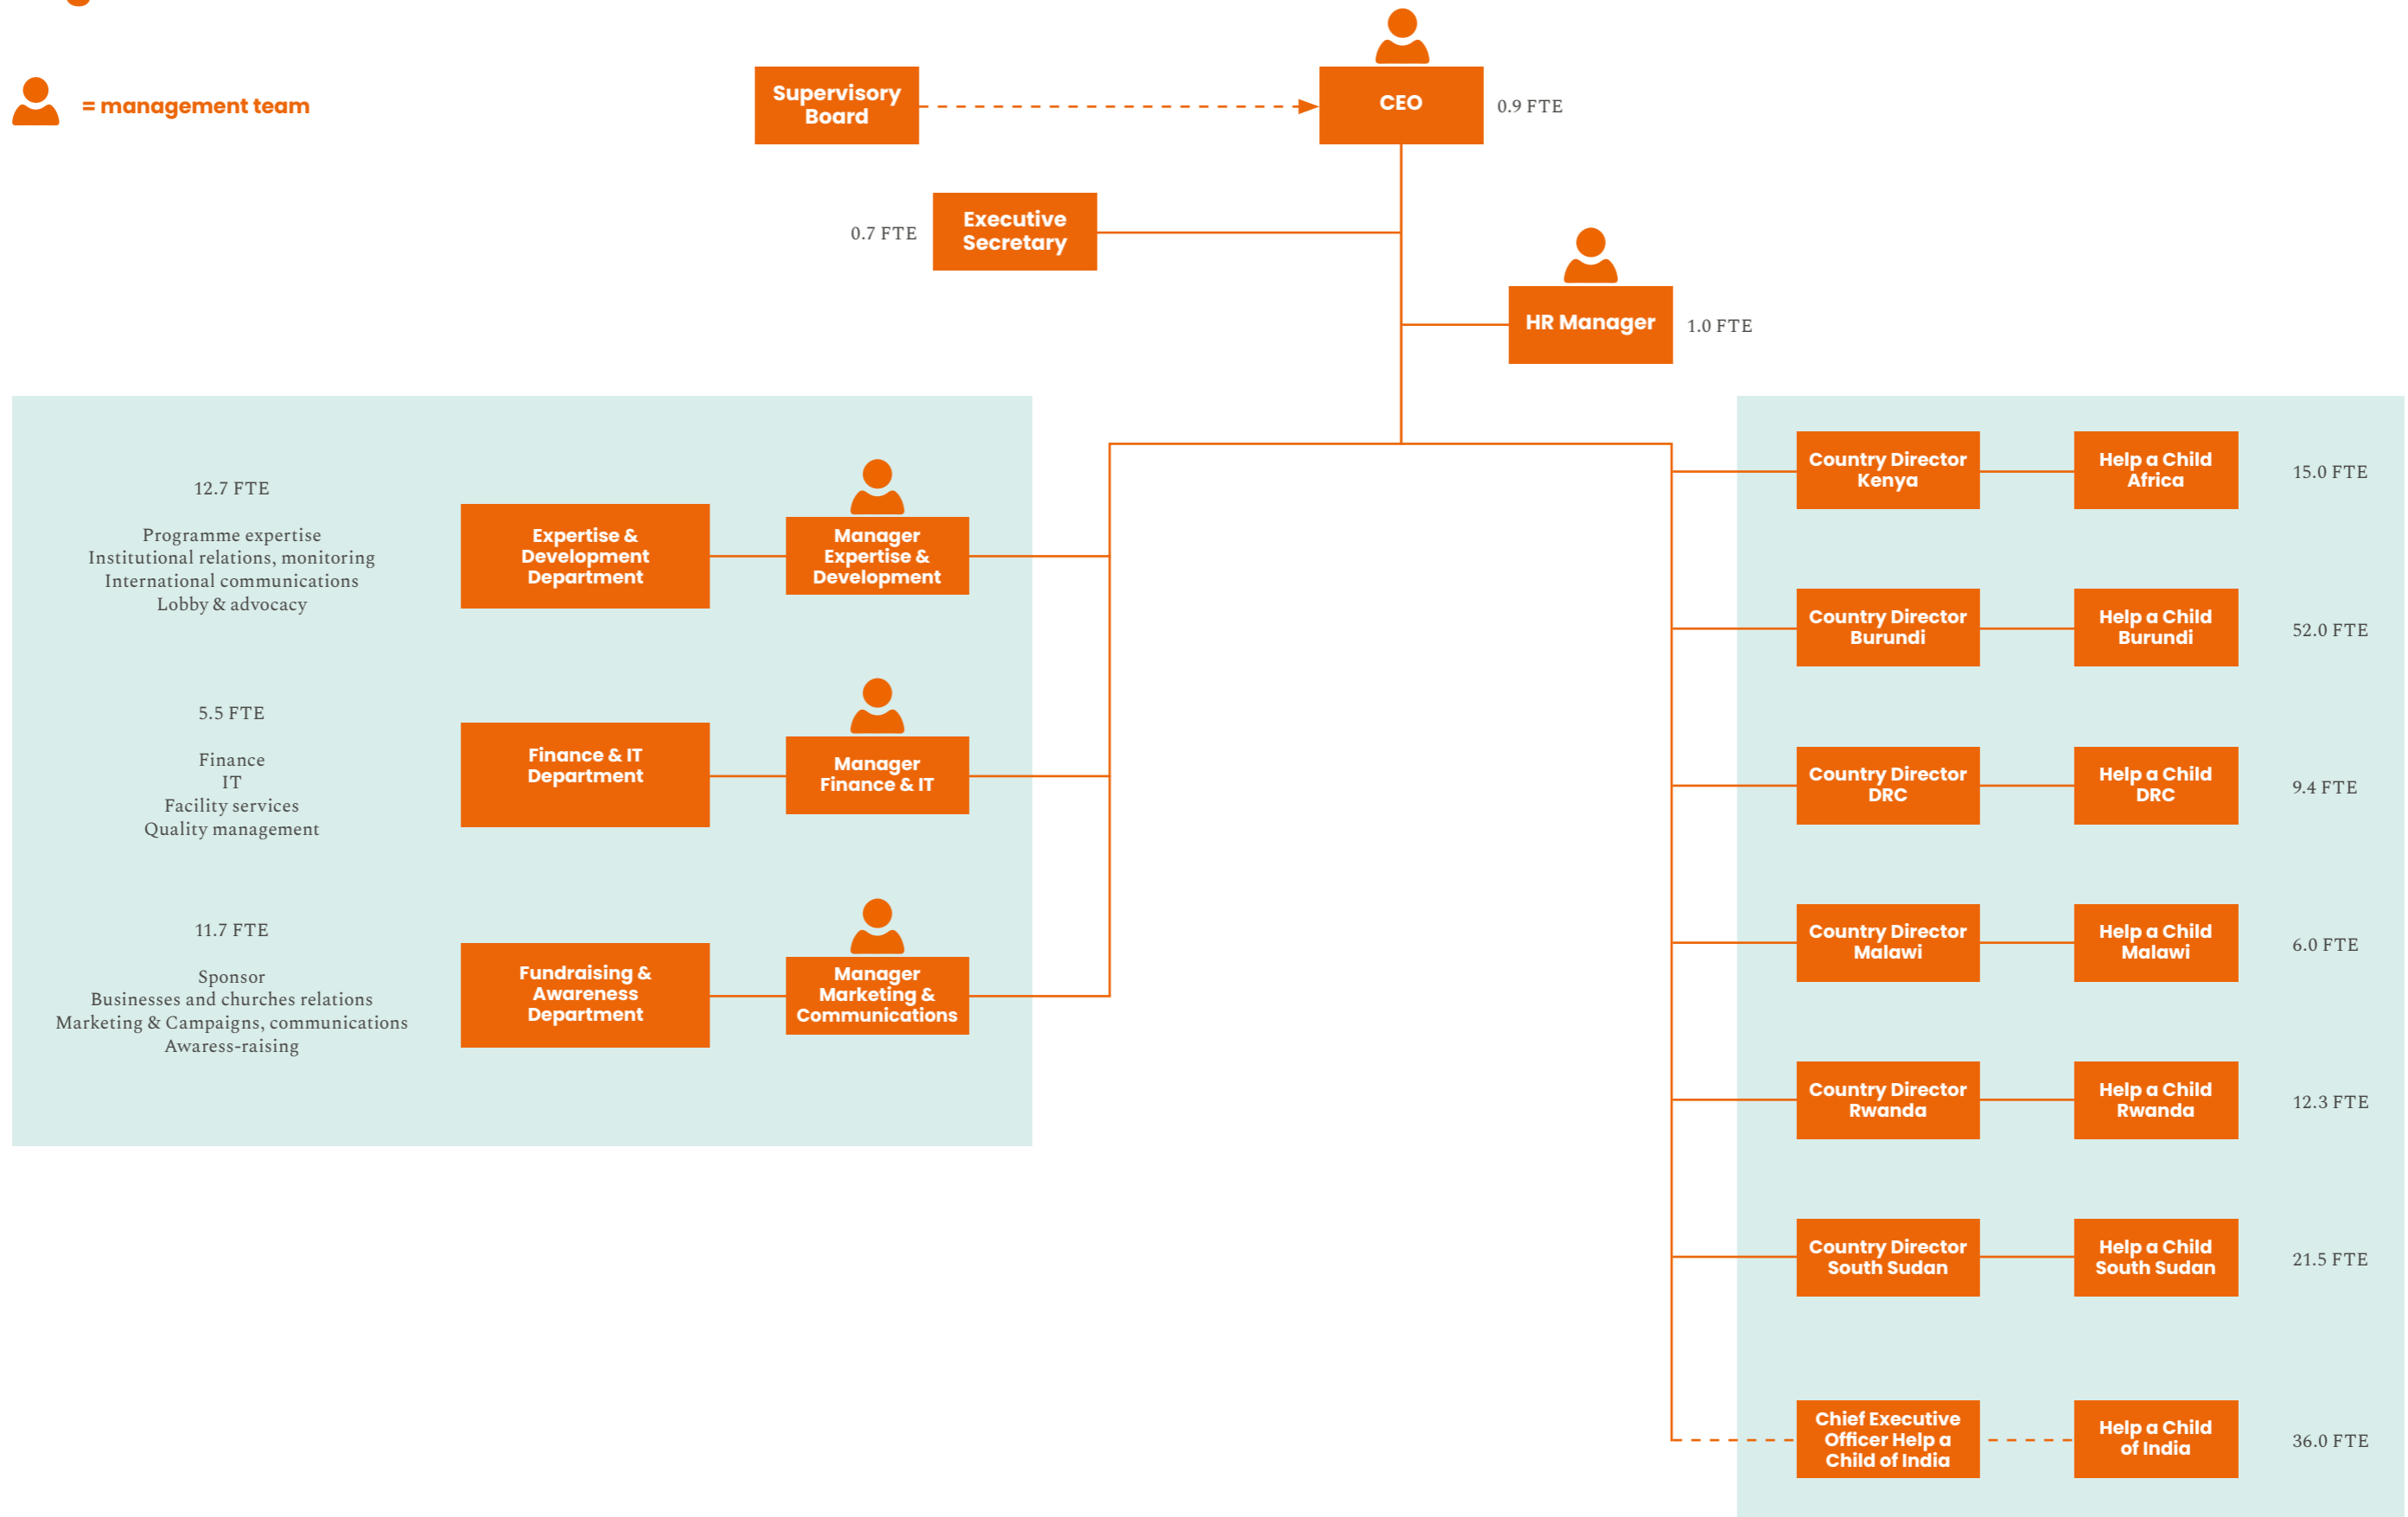 = management team
Supervisory
Board
CEO
0.9 FTE
0.7 FTE
Executive
Secretary
HR Manager
1.0 FTE
12.7 FTE
Programme expertise
Institutional relations, monitoring
International communications
Lobby & advocacy
Expertise &
Development
Department
Manager
Expertise &
Development
5.5 FTE
Finance
IT
Facility services
Quality management
Finance & IT
Department
Manager
Finance & IT
11.7 FTE
Sponsor
Businesses and churches relations
Marketing & Campaigns, communications
Awaress-raising
Fundraising &
Awareness
Department
Manager
Marketing &
Communications
Country Director
Kenya
Help a Child
Africa
15.0 FTE
Country Director
Burundi
Help a Child
Burundi
52.0 FTE
Country Director
DRC
Help a Child
DRC
9.4 FTE
Country Director
Malawi
Help a Child
Malawi
6.0 FTE
Country Director
Rwanda
Help a Child
Rwanda
12.3 FTE
Country Director
South Sudan
Help a Child
South Sudan
21.5 FTE
Chief Executive
Officer Help a
Child of India
Help a Child
of India
36.0 FTE